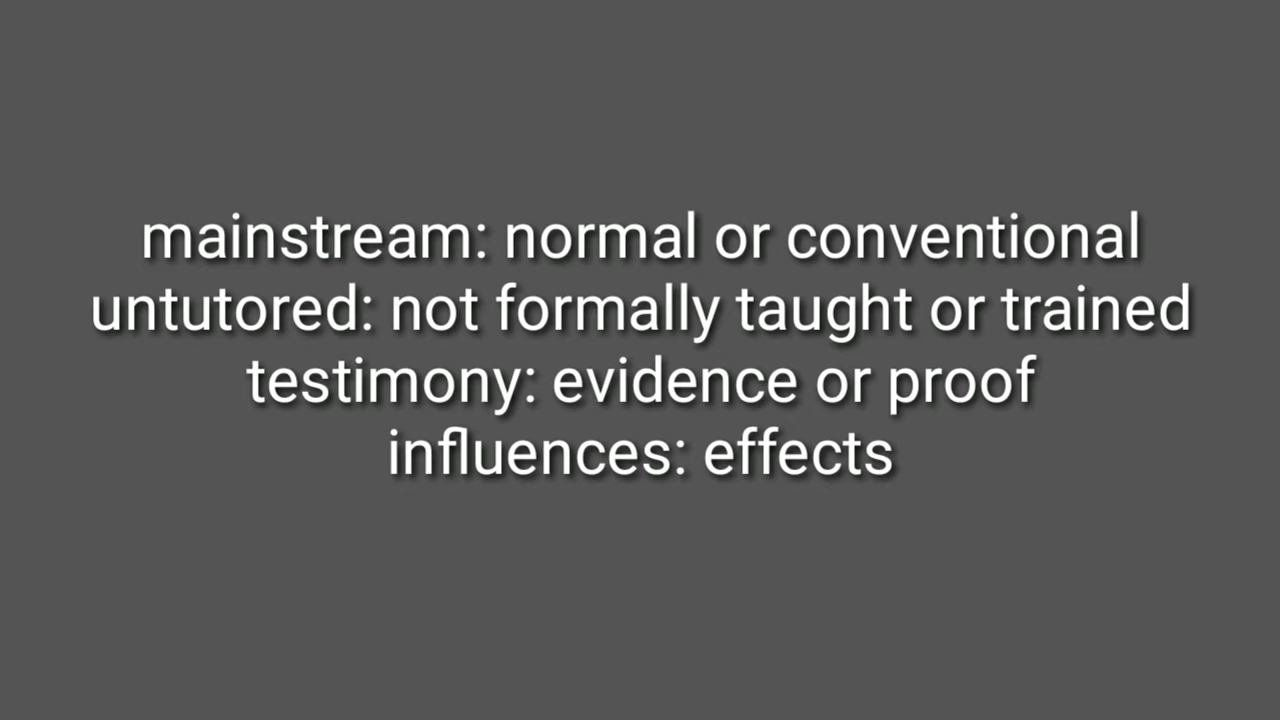 mainstream: normal or conventional
untutored: not formally taught or trained
testimony: evidence or proof
influences: effects